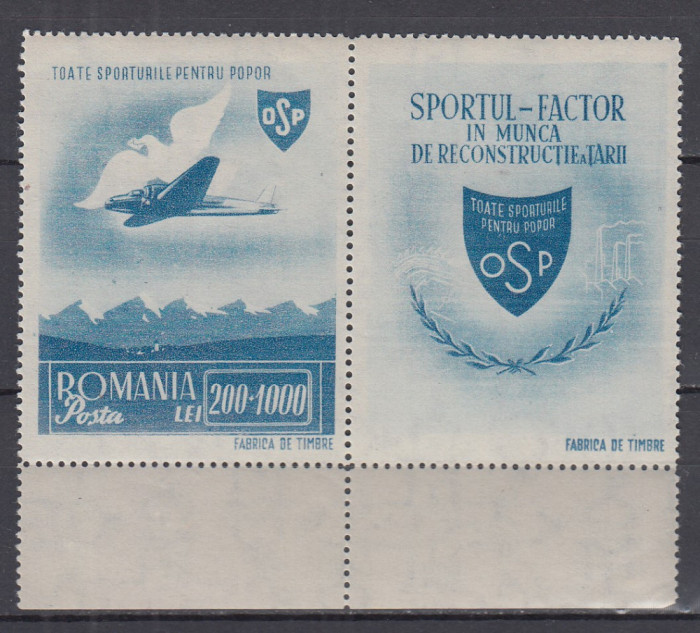 TOATE SPORTURILE PENTRU POPOR
OSP
ROMANIA
Posta LEI 200+1000
FABRICA DE TIMBRE
SPORTUL-FACTOR
IN MUNCA
DE RECONSTRUCTIE A ŢARII
TOATE SPORTURILE
PENTRU POPOR
OSP
FABRICA DE TIMBRE